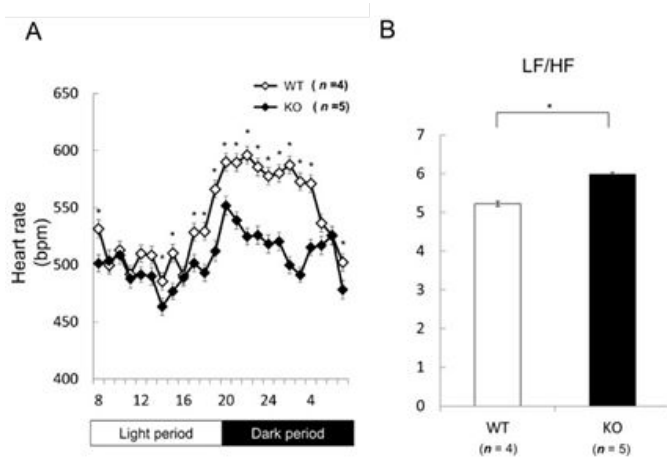 A
WT ( n =4)
KO ( n =5)
Heart rate
(bpm)
650
600
550
500
450
400
* * * * * * * * * * * * * * * *
8 12 16 20 24 4
Light period Dark period
B
LF/HF
*
7
6
5
4
3
2
1
0
WT KO
(n = 4) (n = 5)